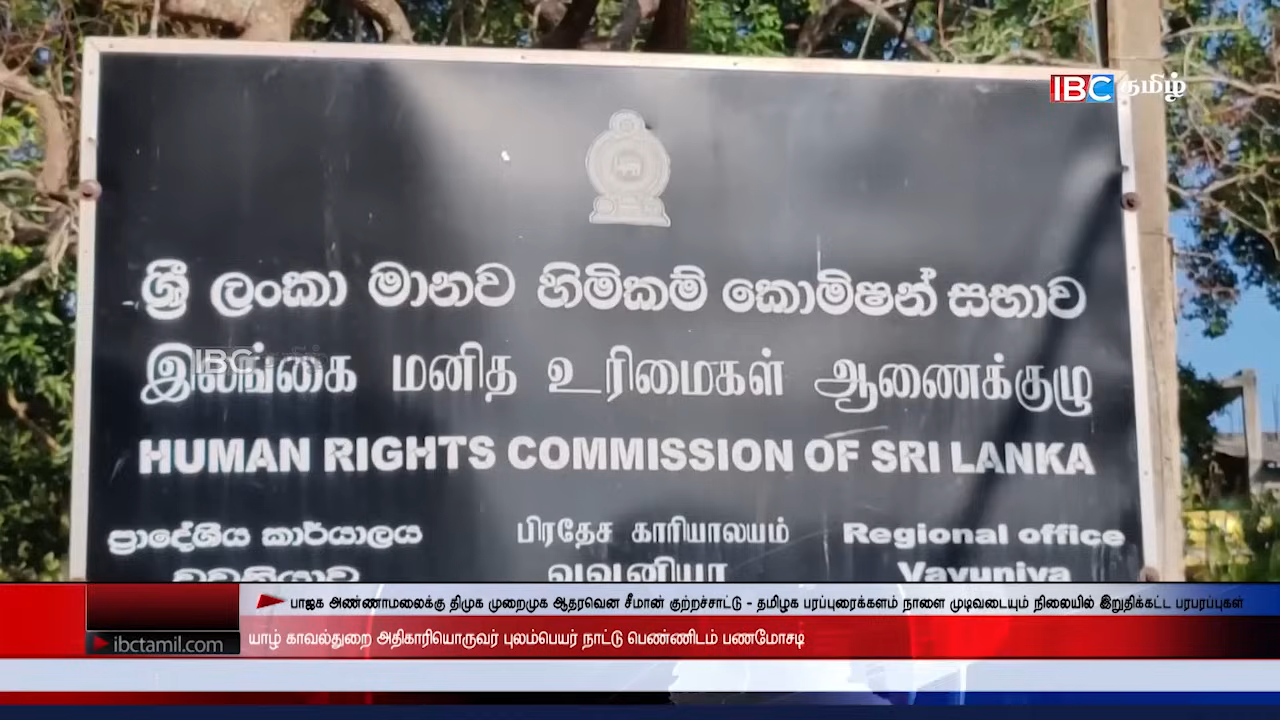 IBC தமிழ்
ශ්‍රී ලංකා මානව හිමිකම් කොමිෂන් සභාව
இலங்கை மனித உரிமைகள் ஆணைக்குழு
HUMAN RIGHTS COMMISSION OF SRI LANKA
ප්‍රාදේශීය කාර්යාලය பிரதேச காரியாலயம் Regional office
වවුනියාව வவுனியா Vavuniya
பாஜக அண்ணாமலைக்கு திமுக முறைமுக ஆதரவென சீமான் குற்றச்சாட்டு - தமிழக பரப்புரைக்களம் நாளை முடிவடையும் நிலையில் இறுதிக்கட்ட பரபரப்புகள்
யாழ் காவல்துறை அதிகாரியொருவர் புலம்பெயர் நாட்டு பெண்ணிடம் பணமோசடி
ibctamil.com